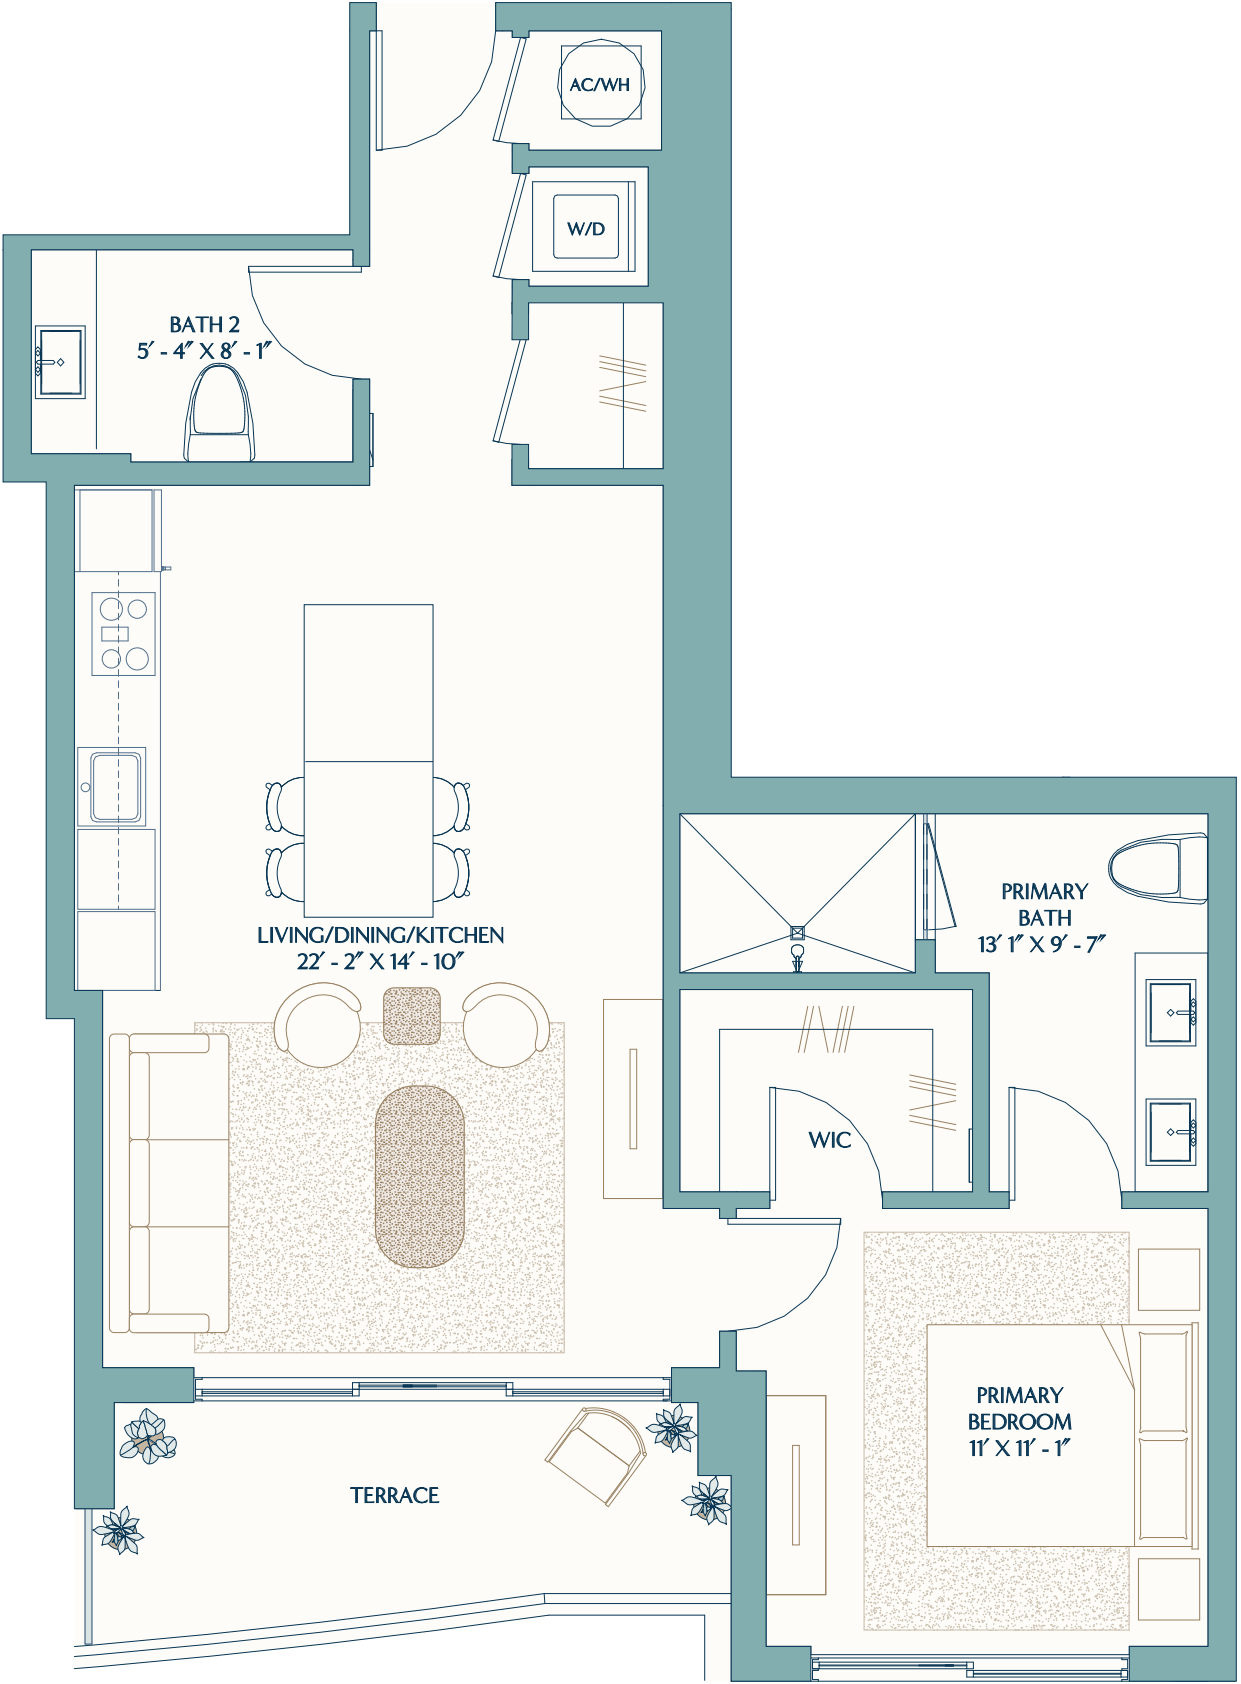 AC/WH
W/D
BATH 2
5′ - 4″ X 8′ - 1″
LIVING/DINING/KITCHEN
22′ - 2″ X 14′ - 10″
PRIMARY
BATH
13′ 1″ X 9′ - 7″
WIC
PRIMARY
BEDROOM
11′ X 11′ - 1″
TERRACE